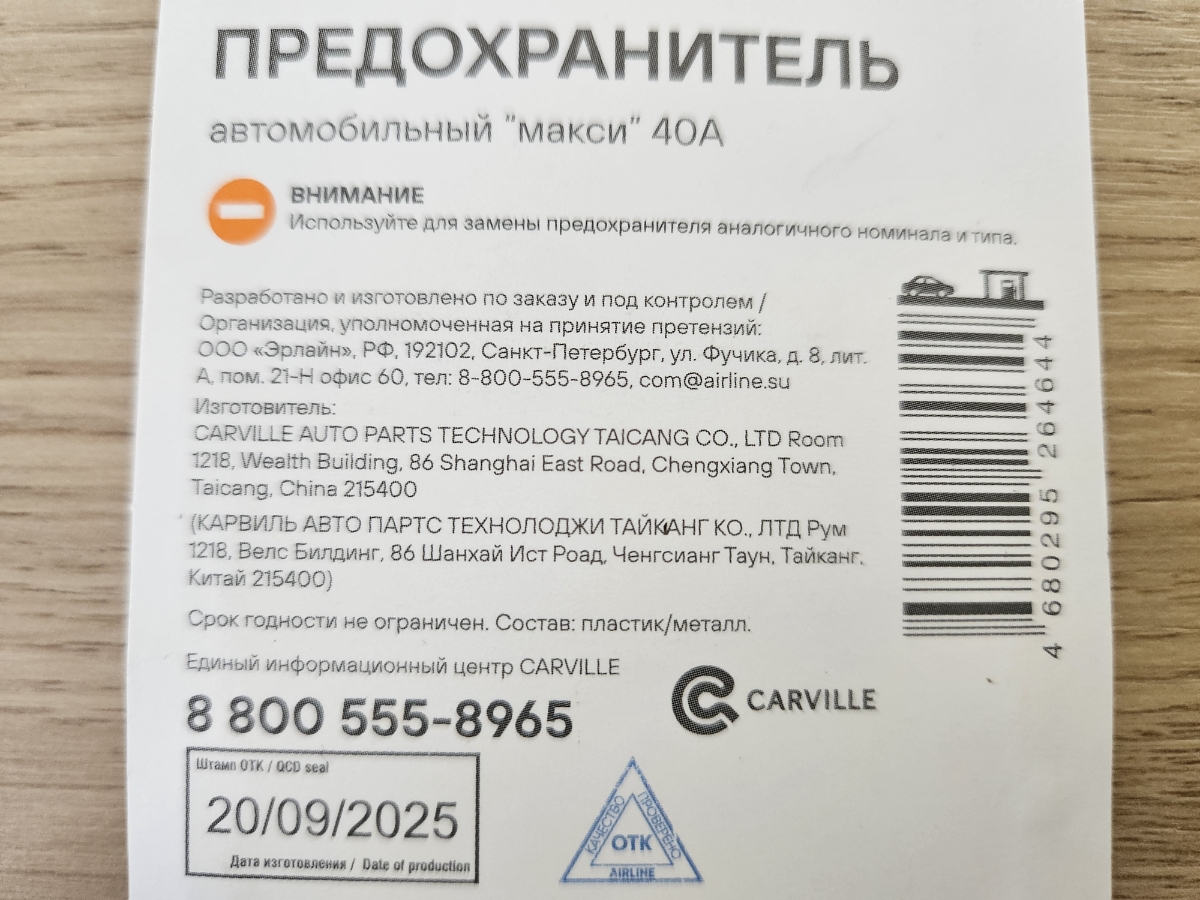 ПРЕДОХРАНИТЕЛЬ
автомобильный "макси" 40А
ВНИМАНИЕ
Используйте для замены предохранителя аналогичного номинала и типа.
Разработано и изготовлено по заказу и под контролем /
Организация, уполномоченная на принятие претензий:
ООО «Эрлайн», РФ, 192102, Санкт-Петербург, ул. Фучика, д. 8, лит.
А, пом. 21-Н офис 60, тел: 8-800-555-8965, com@airline.su
Изготовитель:
CARVILLE AUTO PARTS TECHNOLOGY TAICANG CO., LTD Room
1218, Wealth Building, 86 Shanghai East Road, Chengxiang Town,
Taicang, China 215400
(КАРВИЛЬ АВТО ПАРТС ТЕХНОЛОДЖИ ТАЙКАНГ КО., ЛТД Рум
1218, Велс Билдинг, 86 Шанхай Ист Роад, Ченгсианг Таун, Тайканг,
Китай 215400)
Срок годности не ограничен. Состав: пластик/металл.
Единый информационный центр CARVILLE
8 800 555-8965
CARVILLE
4 680295 264644
Штамп ОТК / QCD seal
20/09/2025
Дата изготовления / Date of production
КАЧЕСТВО
ПРОВЕРЕНО
ОТК
AIRLINE